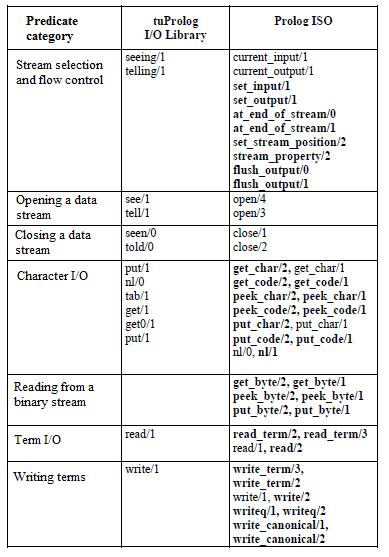 Predicate category
tuProlog I/O Library
Prolog ISO
Stream selection and flow control
seeing/1
telling/1
current_input/1
current_output/1
set_input/1
set_output/1
at_end_of_stream/0
at_end_of_stream/1
set_stream_position/2
stream_property/2
flush_output/0
flush_output/1
Opening a data stream
see/1
tell/1
open/4
open/3
Closing a data stream
seen/0
told/0
close/1
close/2
Character I/O
put/1
nl/0
tab/1
get/1
get0/1
put/1
get_char/2, get_char/1
get_code/2, get_code/1
peek_char/2, peek_char/1
peek_code/2, peek_code/1
put_char/2, put_char/1
put_code/2, put_code/1
nl/0, nl/1
Reading from a binary stream
get_byte/2, get_byte/1
peek_byte/2, peek_byte/1
put_byte/2, put_byte/1
Term I/O
read/1
read_term/2, read_term/3
read/1, read/2
Writing terms
write/1
write_term/3,
write_term/2
write/1, write/2
writeq/1, writeq/2
write_canonical/1,
write_canonical/2